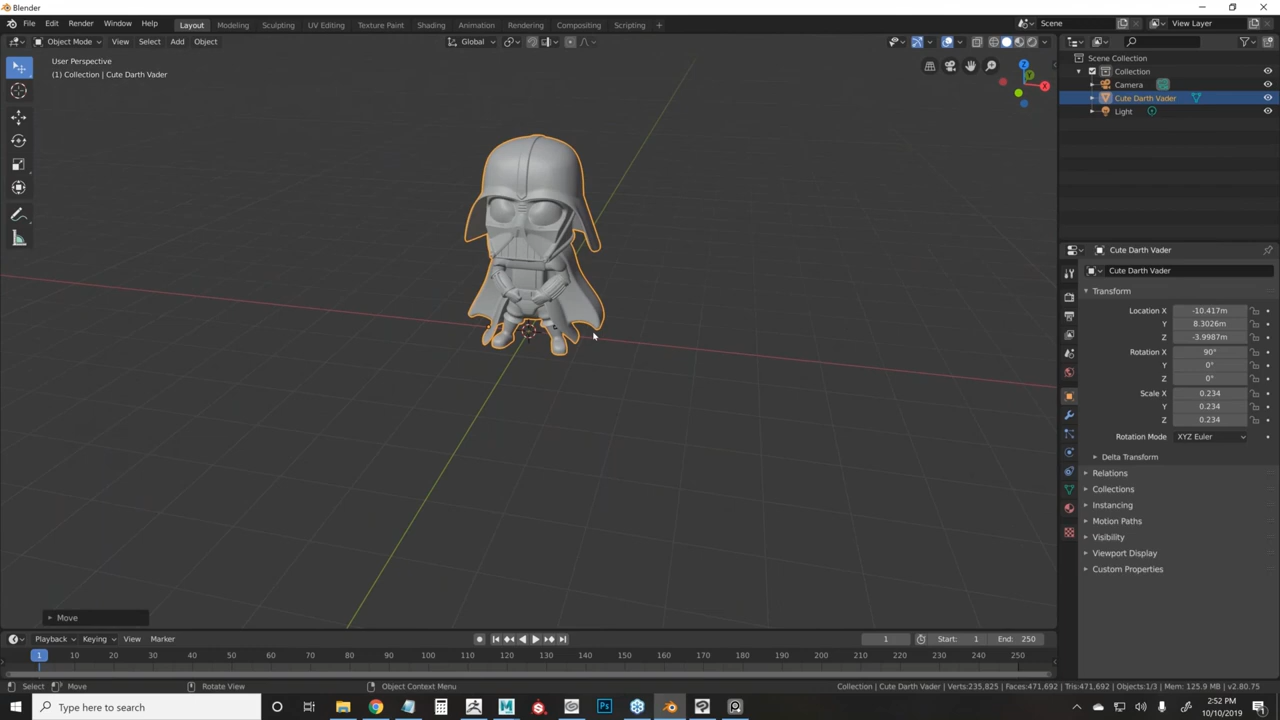 Blender
File Edit Render Window Help Layout Modeling Sculpting UV Editing Texture Paint Shading Animation Rendering Compositing Scripting + Scene View Layer
Object Mode View Select Add Object Global
User Perspective
(1) Collection | Cute Darth Vader
Z
Y
X
Scene Collection
Collection
Camera
Cute Darth Vader
Light
Cute Darth Vader
Cute Darth Vader
Transform
Location X -10.417m
Y 8.3026m
Z -3.9987m
Rotation X 90°
Y 0°
Z 0°
Scale X 0.234
Y 0.234
Z 0.234
Rotation Mode XYZ Euler
Delta Transform
Relations
Collections
Instancing
Motion Paths
Visibility
Viewport Display
Custom Properties
Move
Playback Keying View Marker 1 Start: 1 End: 250
1 10 20 30 40 50 60 70 80 90 100 110 120 130 140 150 160 170 180 190 200 210 220 230 240 250
Select Move Rotate View Object Context Menu Collection | Cute Darth Vader | Verts:235,825 | Faces:471,692 | Tris:471,692 | Objects:1/3 | Mem: 125.9 MB | v2.80.75
Type here to search
Ps
2:52 PM
10/10/2019